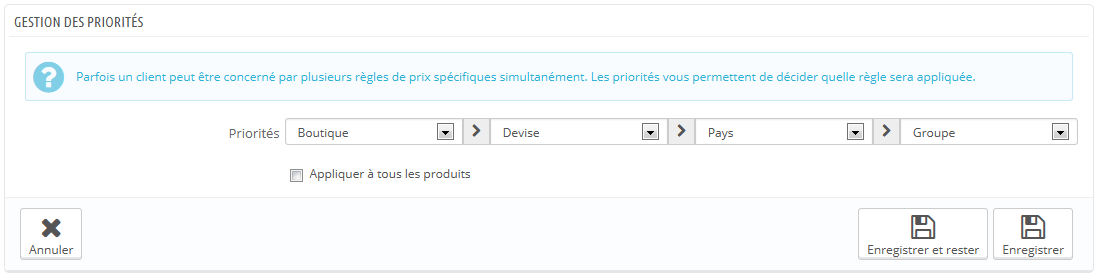 GESTION DES PRIORITÉS
Parfois un client peut être concerné par plusieurs règles de prix spécifiques simultanément. Les priorités vous permettent de décider quelle règle sera appliquée.
Priorités Boutique Devise Pays Groupe
Appliquer à tous les produits
Annuler Enregistrer et rester Enregistrer